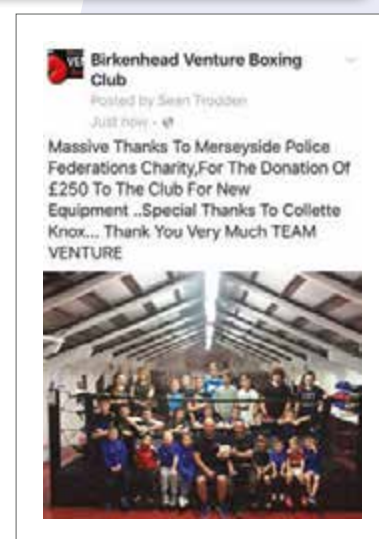 Birkenhead Venture Boxing
Club
Posted by Sean Trodden
Just now
Massive Thanks To Merseyside Police
Federations Charity,For The Donation Of
£250 To The Club For New
Equipment ..Special Thanks To Collette
Knox... Thank You Very Much TEAM
VENTURE